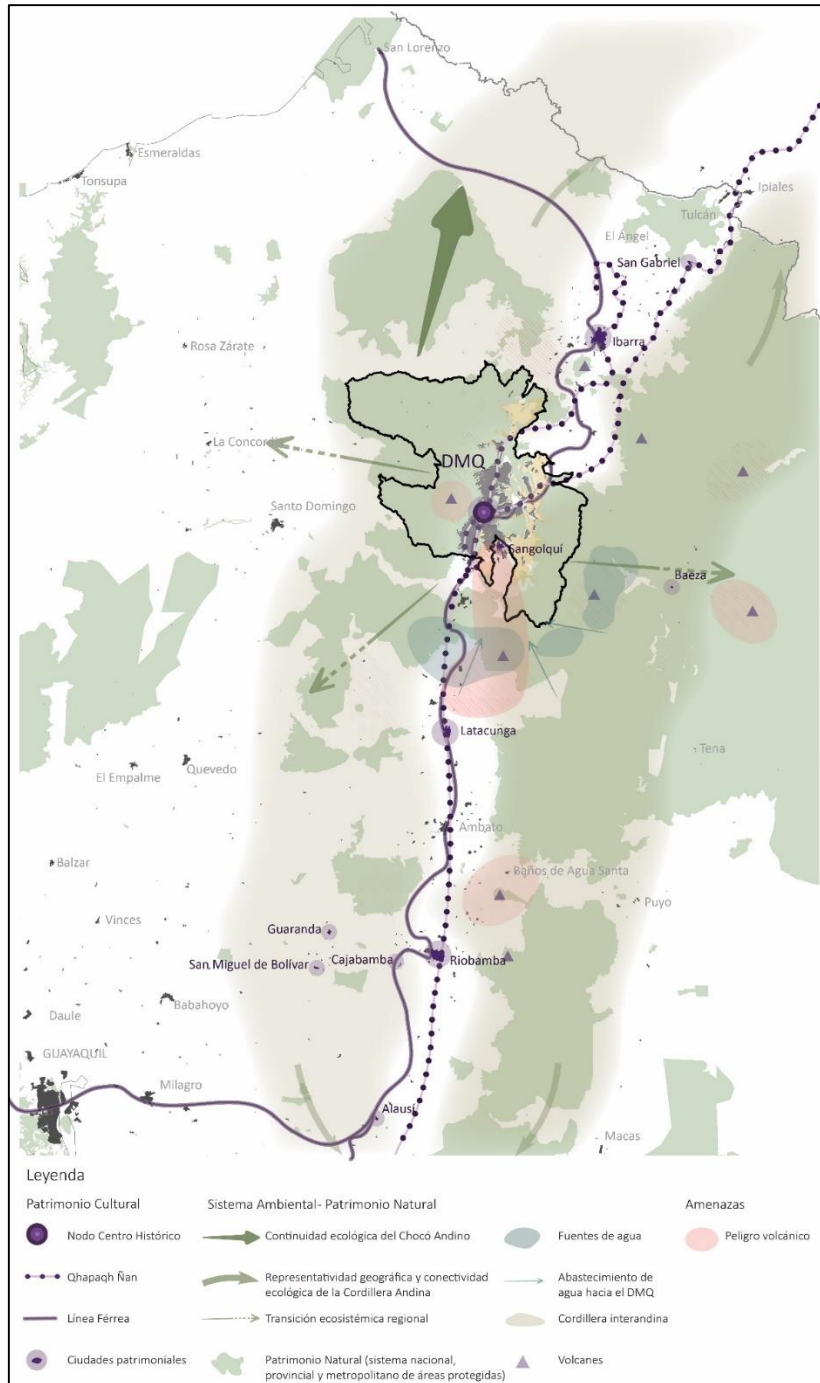 San Lorenzo
Esmeraldas
Tonsupa
Ipiales
Tulcán
El Ángel
San Gabriel
Rosa Zárate
Ibarra
La Concordia
DMQ
Santo Domingo
Sangolquí
Baeza
Latacunga
Tena
El Empalme
Quevedo
Ambato
Balzar
Baños de Agua Santa
Puyo
Vinces
Guaranda
San Miguel de Bolívar
Cajabamba
Riobamba
Babahoyo
Daule
GUAYAQUIL
Milagro
Alausí
Macas
Leyenda
Patrimonio Cultural
Nodo Centro Histórico
Qhapaqh Ñan
Línea Férrea
Ciudades patrimoniales
Sistema Ambiental- Patrimonio Natural
Continuidad ecológica del Chocó Andino
Representatividad geográfica y conectividad
ecológica de la Cordillera Andina
Transición ecosistémica regional
Patrimonio Natural (sistema nacional,
provincial y metropolitano de áreas protegidas)
Fuentes de agua
Abastecimiento de
agua hacia el DMQ
Cordillera interandina
Volcanes
Amenazas
Peligro volcánico